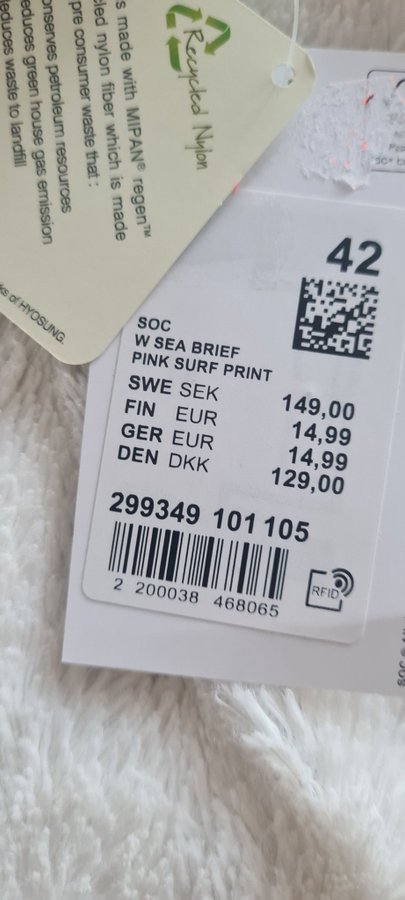 Recycled Nylon
s made with MIPAN® regen™
led nylon fiber which is made
pre consumer waste that :
onserves petroleum resources
educes green house gas emission
educes waste to landfill
ks of HYOSUNG.
42
SOC
W SEA BRIEF
PINK SURF PRINT
SWE SEK 149,00
FIN EUR 14,99
GER EUR 14,99
DEN DKK 129,00
299349 101 105
2 200038 468065
RFID